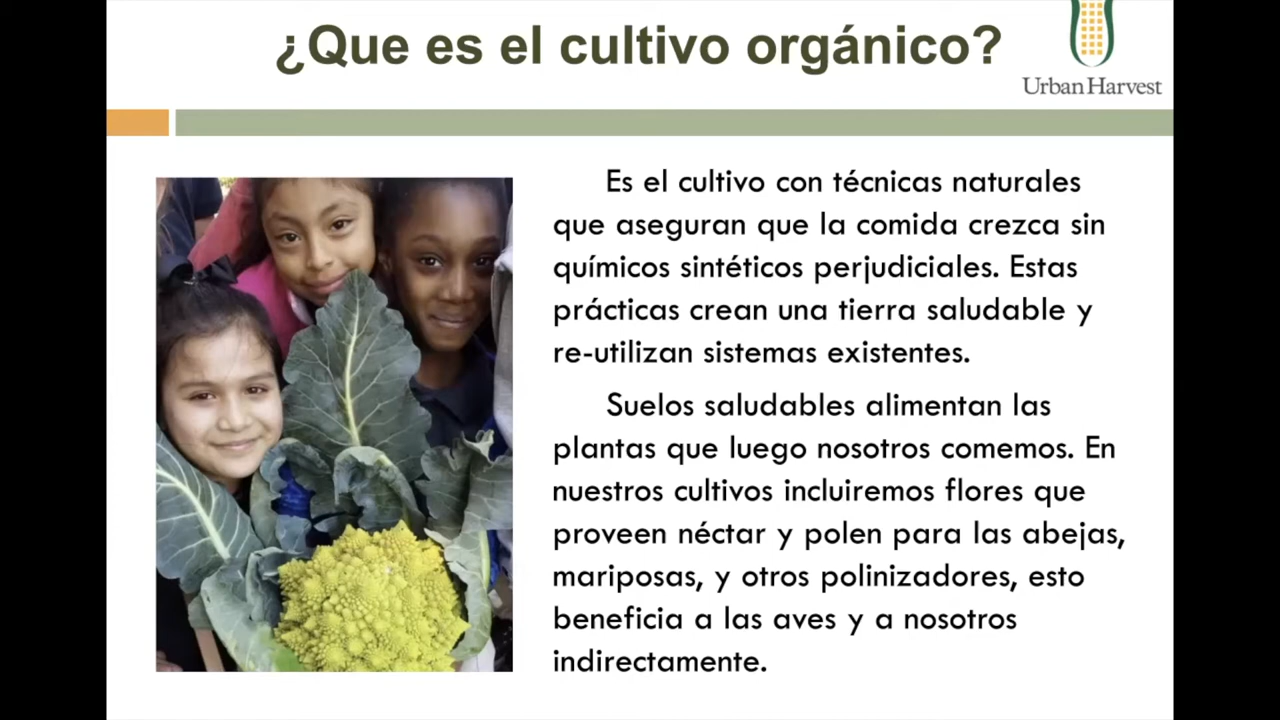 ¿Que es el cultivo orgánico?
Urban Harvest
Es el cultivo con técnicas naturales
que aseguran que la comida crezca sin
químicos sintéticos perjudiciales. Estas
prácticas crean una tierra saludable y
re-utilizan sistemas existentes.
Suelos saludables alimentan las
plantas que luego nosotros comemos. En
nuestros cultivos incluiremos flores que
proveen néctar y polen para las abejas,
mariposas, y otros polinizadores, esto
beneficia a las aves y a nosotros
indirectamente.